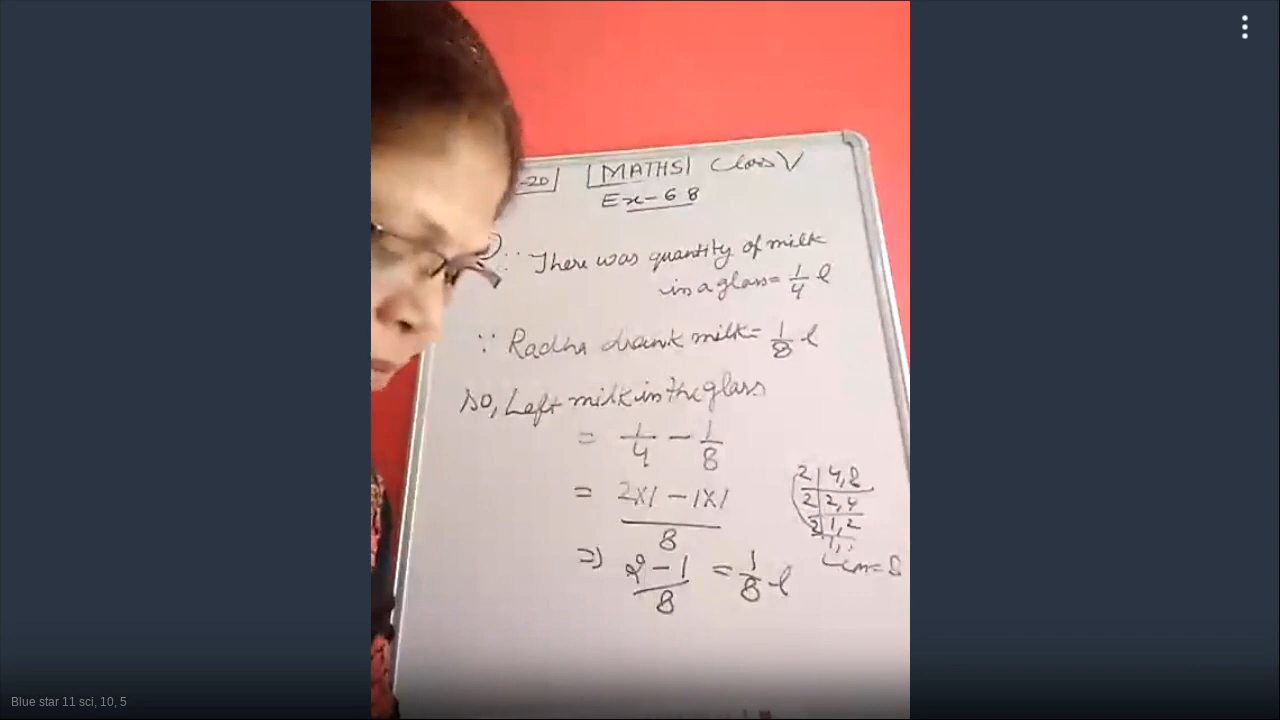 -20 MATHS Class V
Ex-6 8
∵ There was quantity of milk
in a glass = 1/4 l
∵ Radha drank milk = 1/8 l
so, Left milk in the glass
= 1/4 - 1/8
= 2x1 - 1x1 / 8
=> 2 - 1 / 8 = 1/8 l
2 | 4, 8
2 | 2, 4
2 | 1, 2
1, 
Lcm = 8
Blue star 11 sci, 10, 5